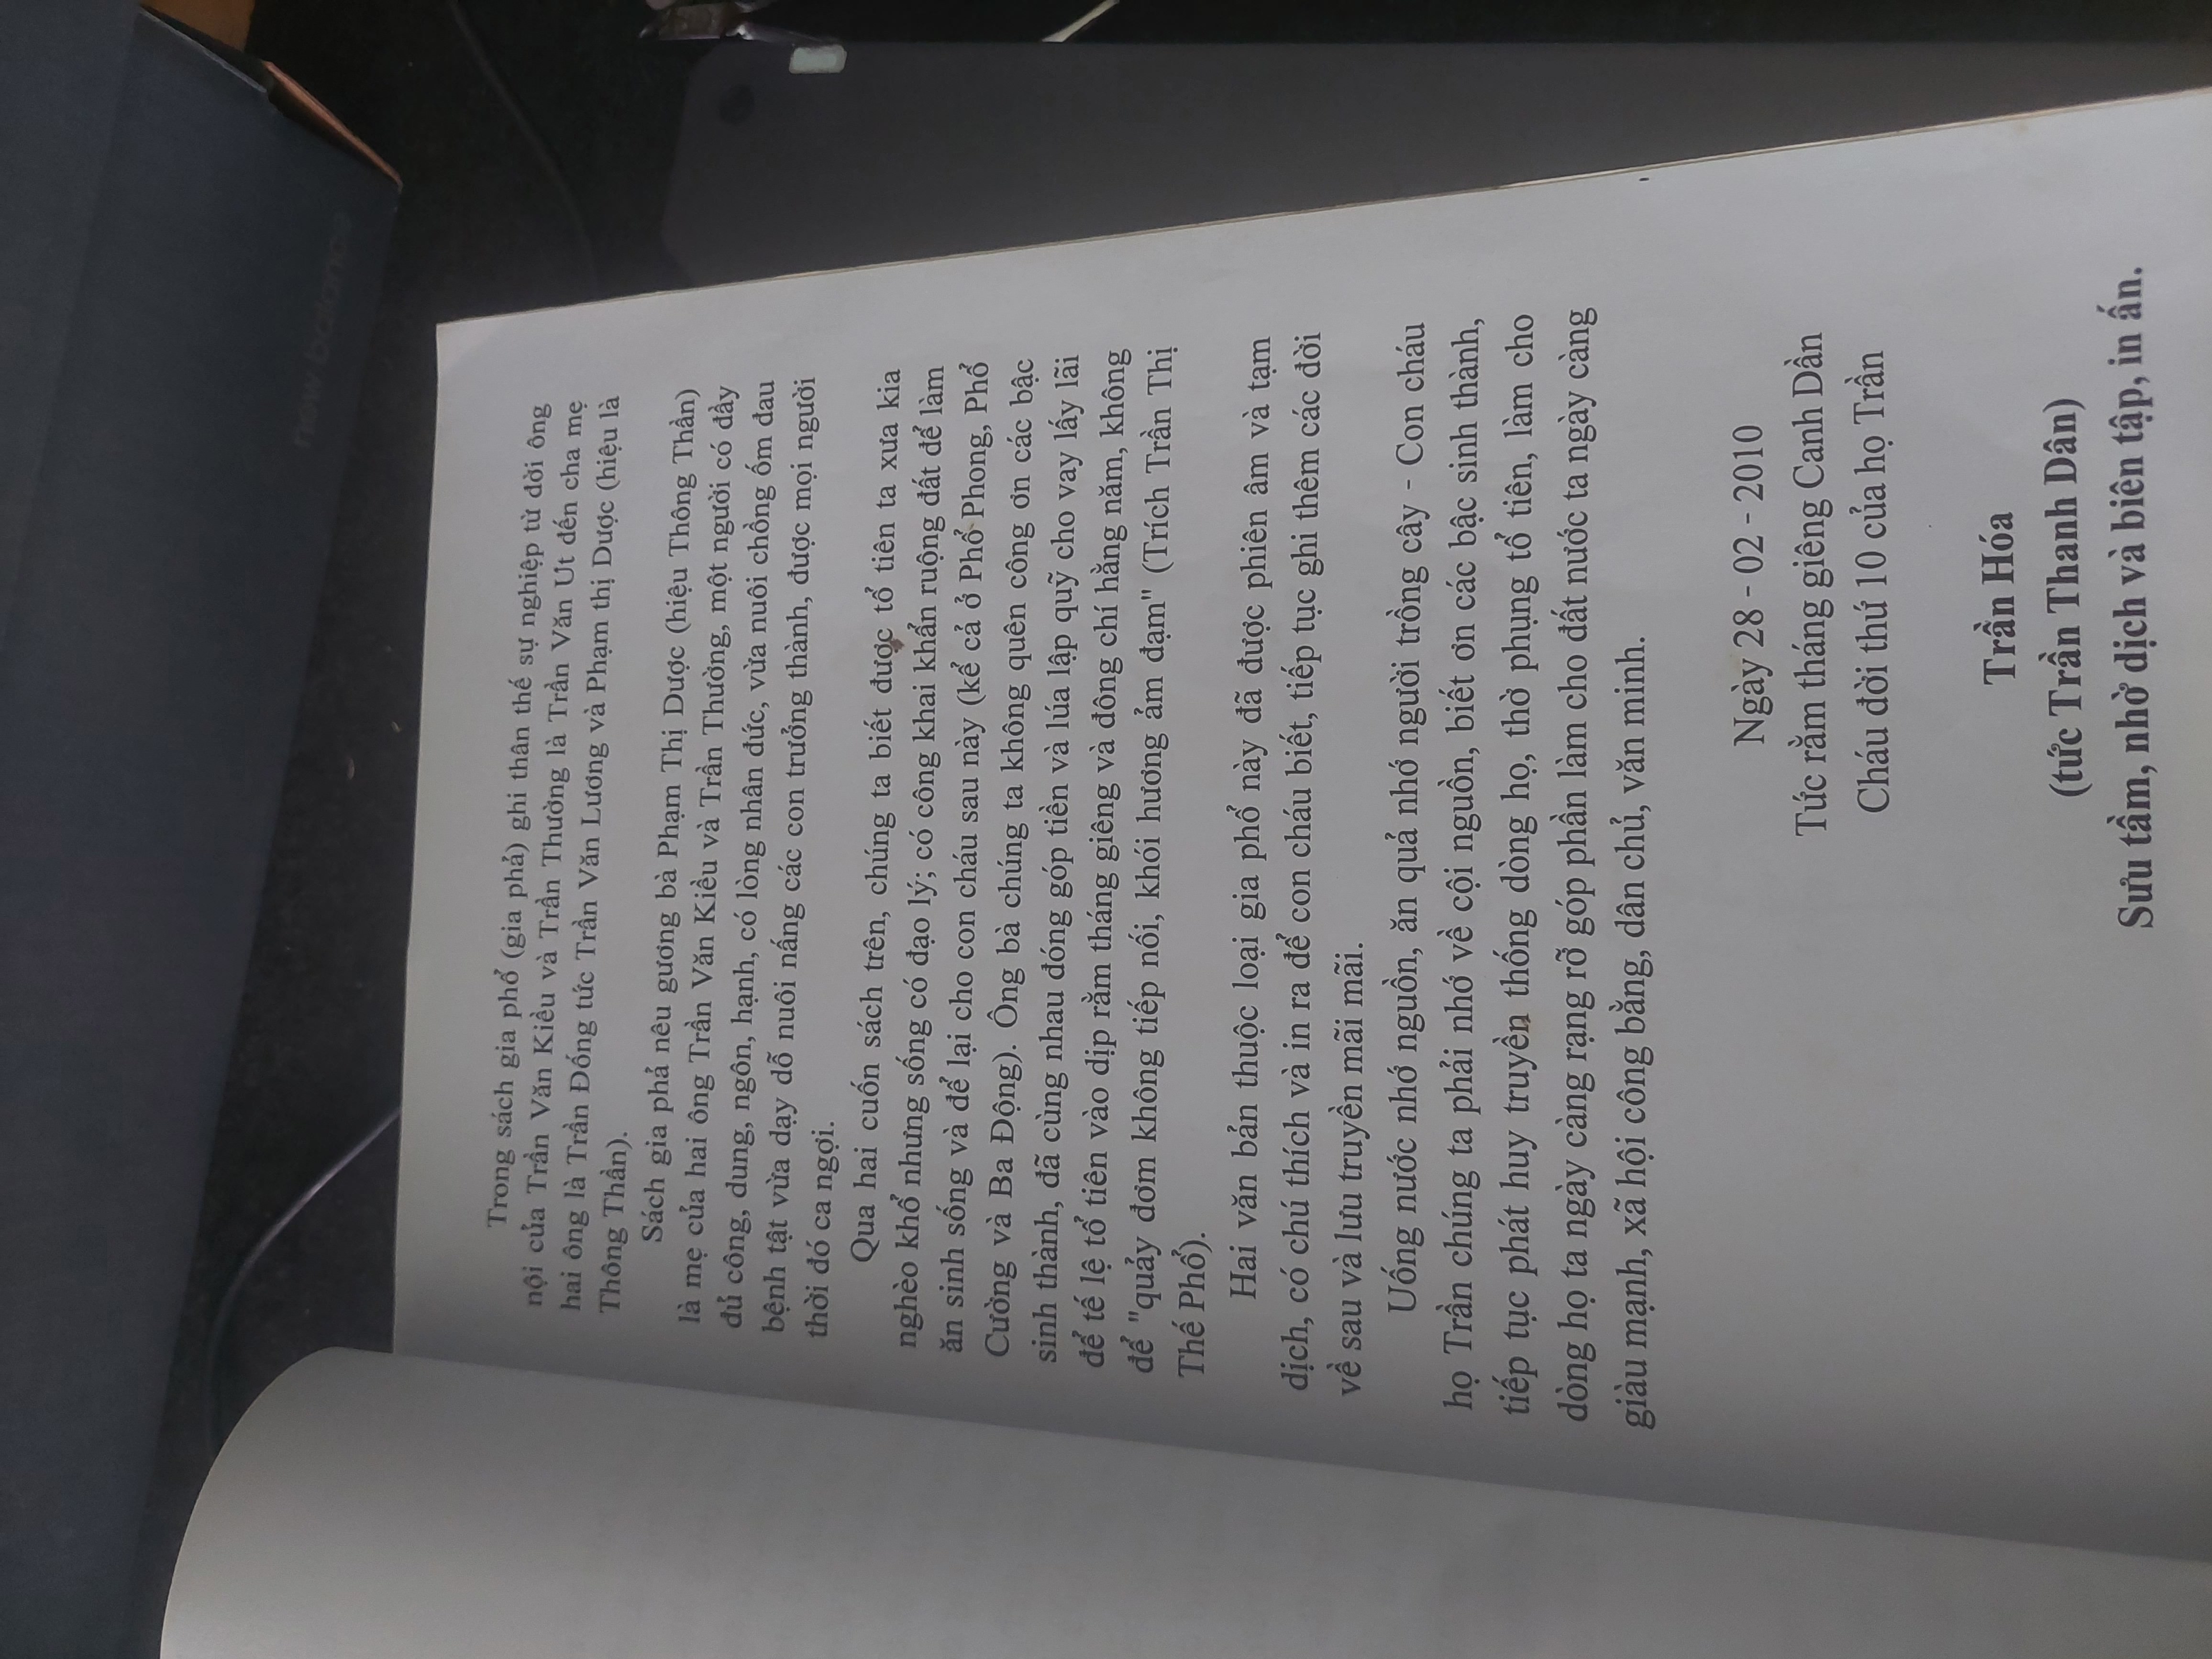 new balance
Trong sách gia phổ (gia phả) ghi thân thế sự nghiệp từ đời ông
nội của Trần Văn Kiều và Trần Thường là Trần Văn Út đến cha mẹ
hai ông là Trần Đống tức Trần Văn Lương và Phạm thị Dược (hiệu là
Thông Thần).
Sách gia phả nêu gương bà Phạm Thị Dược (hiệu Thông Thần)
là mẹ của hai ông Trần Văn Kiều và Trần Thường, một người có đầy
đủ công, dung, ngôn, hạnh, có lòng nhân đức, vừa nuôi chồng ốm đau
bệnh tật vừa dạy dỗ nuôi nấng các con trưởng thành, được mọi người
thời đó ca ngợi.
Qua hai cuốn sách trên, chúng ta biết được tổ tiên ta xưa kia
nghèo khổ nhưng sống có đạo lý; có công khai khẩn ruộng đất để làm
ăn sinh sống và để lại cho con cháu sau này (kể cả ở Phổ Phong, Phổ
Cường và Ba Động). Ông bà chúng ta không quên công ơn các bậc
sinh thành, đã cùng nhau đóng góp tiền và lúa lập quỹ cho vay lấy lãi
để tế lệ tổ tiên vào dịp rằm tháng giêng và đông chí hằng năm, không
để "quảy đơm không tiếp nối, khói hương ảm đạm" (Trích Trần Thị
Thế Phổ).
Hai văn bản thuộc loại gia phổ này đã được phiên âm và tạm
dịch, có chú thích và in ra để con cháu biết, tiếp tục ghi thêm các đời
về sau và lưu truyền mãi mãi.
Uống nước nhớ nguồn, ăn quả nhớ người trồng cây - Con cháu
họ Trần chúng ta phải nhớ về cội nguồn, biết ơn các bậc sinh thành,
tiếp tục phát huy truyền thống dòng họ, thờ phụng tổ tiên, làm cho
dòng họ ta ngày càng rạng rỡ góp phần làm cho đất nước ta ngày càng
giàu mạnh, xã hội công bằng, dân chủ, văn minh.
Ngày 28 - 02 - 2010
Tức rằm tháng giêng Canh Dần
Cháu đời thứ 10 của họ Trần
Trần Hóa
(tức Trần Thanh Dân)
Sưu tầm, nhờ dịch và biên tập, in ấn.